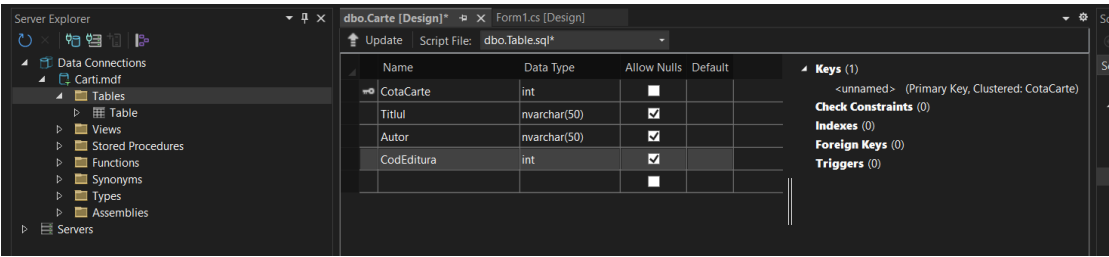 Server Explorer
Data Connections
Carti.mdf
Tables
Table
Views
Stored Procedures
Functions
Synonyms
Types
Assemblies
Servers
dbo.Carte [Design]* Form1.cs [Design]
Update Script File: dbo.Table.sql*
Name Data Type Allow Nulls Default
CotaCarte int
Titlul nvarchar(50)
Autor nvarchar(50)
CodEditura int
Keys (1)
<unnamed> (Primary Key, Clustered: CotaCarte)
Check Constraints (0)
Indexes (0)
Foreign Keys (0)
Triggers (0)